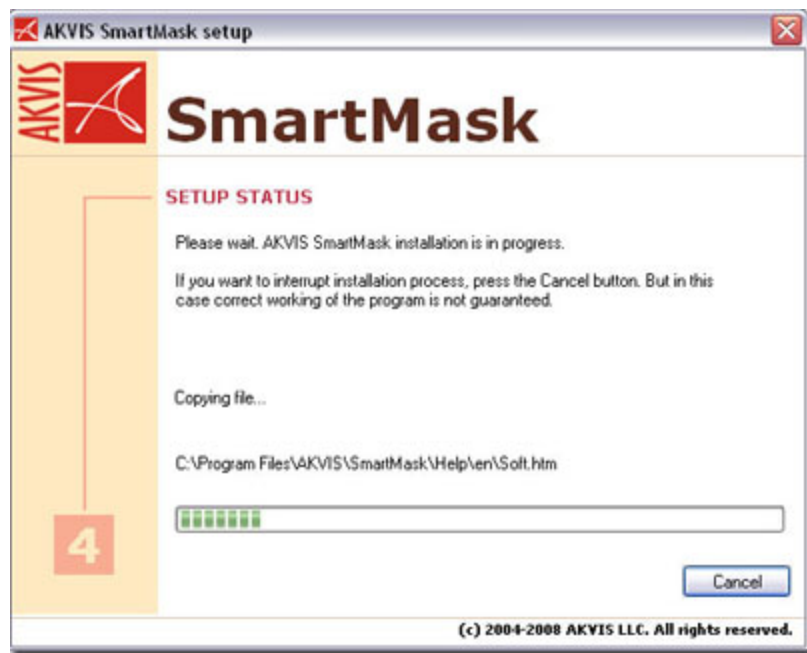 AKVIS SmartMask setup
AKVIS
SmartMask
SETUP STATUS
Please wait. AKVIS SmartMask installation is in progress.
If you want to interrupt installation process, press the Cancel button. But in this
case correct working of the program is not guaranteed.
Copying file...
C:\Program Files\AKVIS\SmartMask\Help\en\Soft.htm
4
Cancel
(c) 2004-2008 AKVIS LLC. All rights reserved.